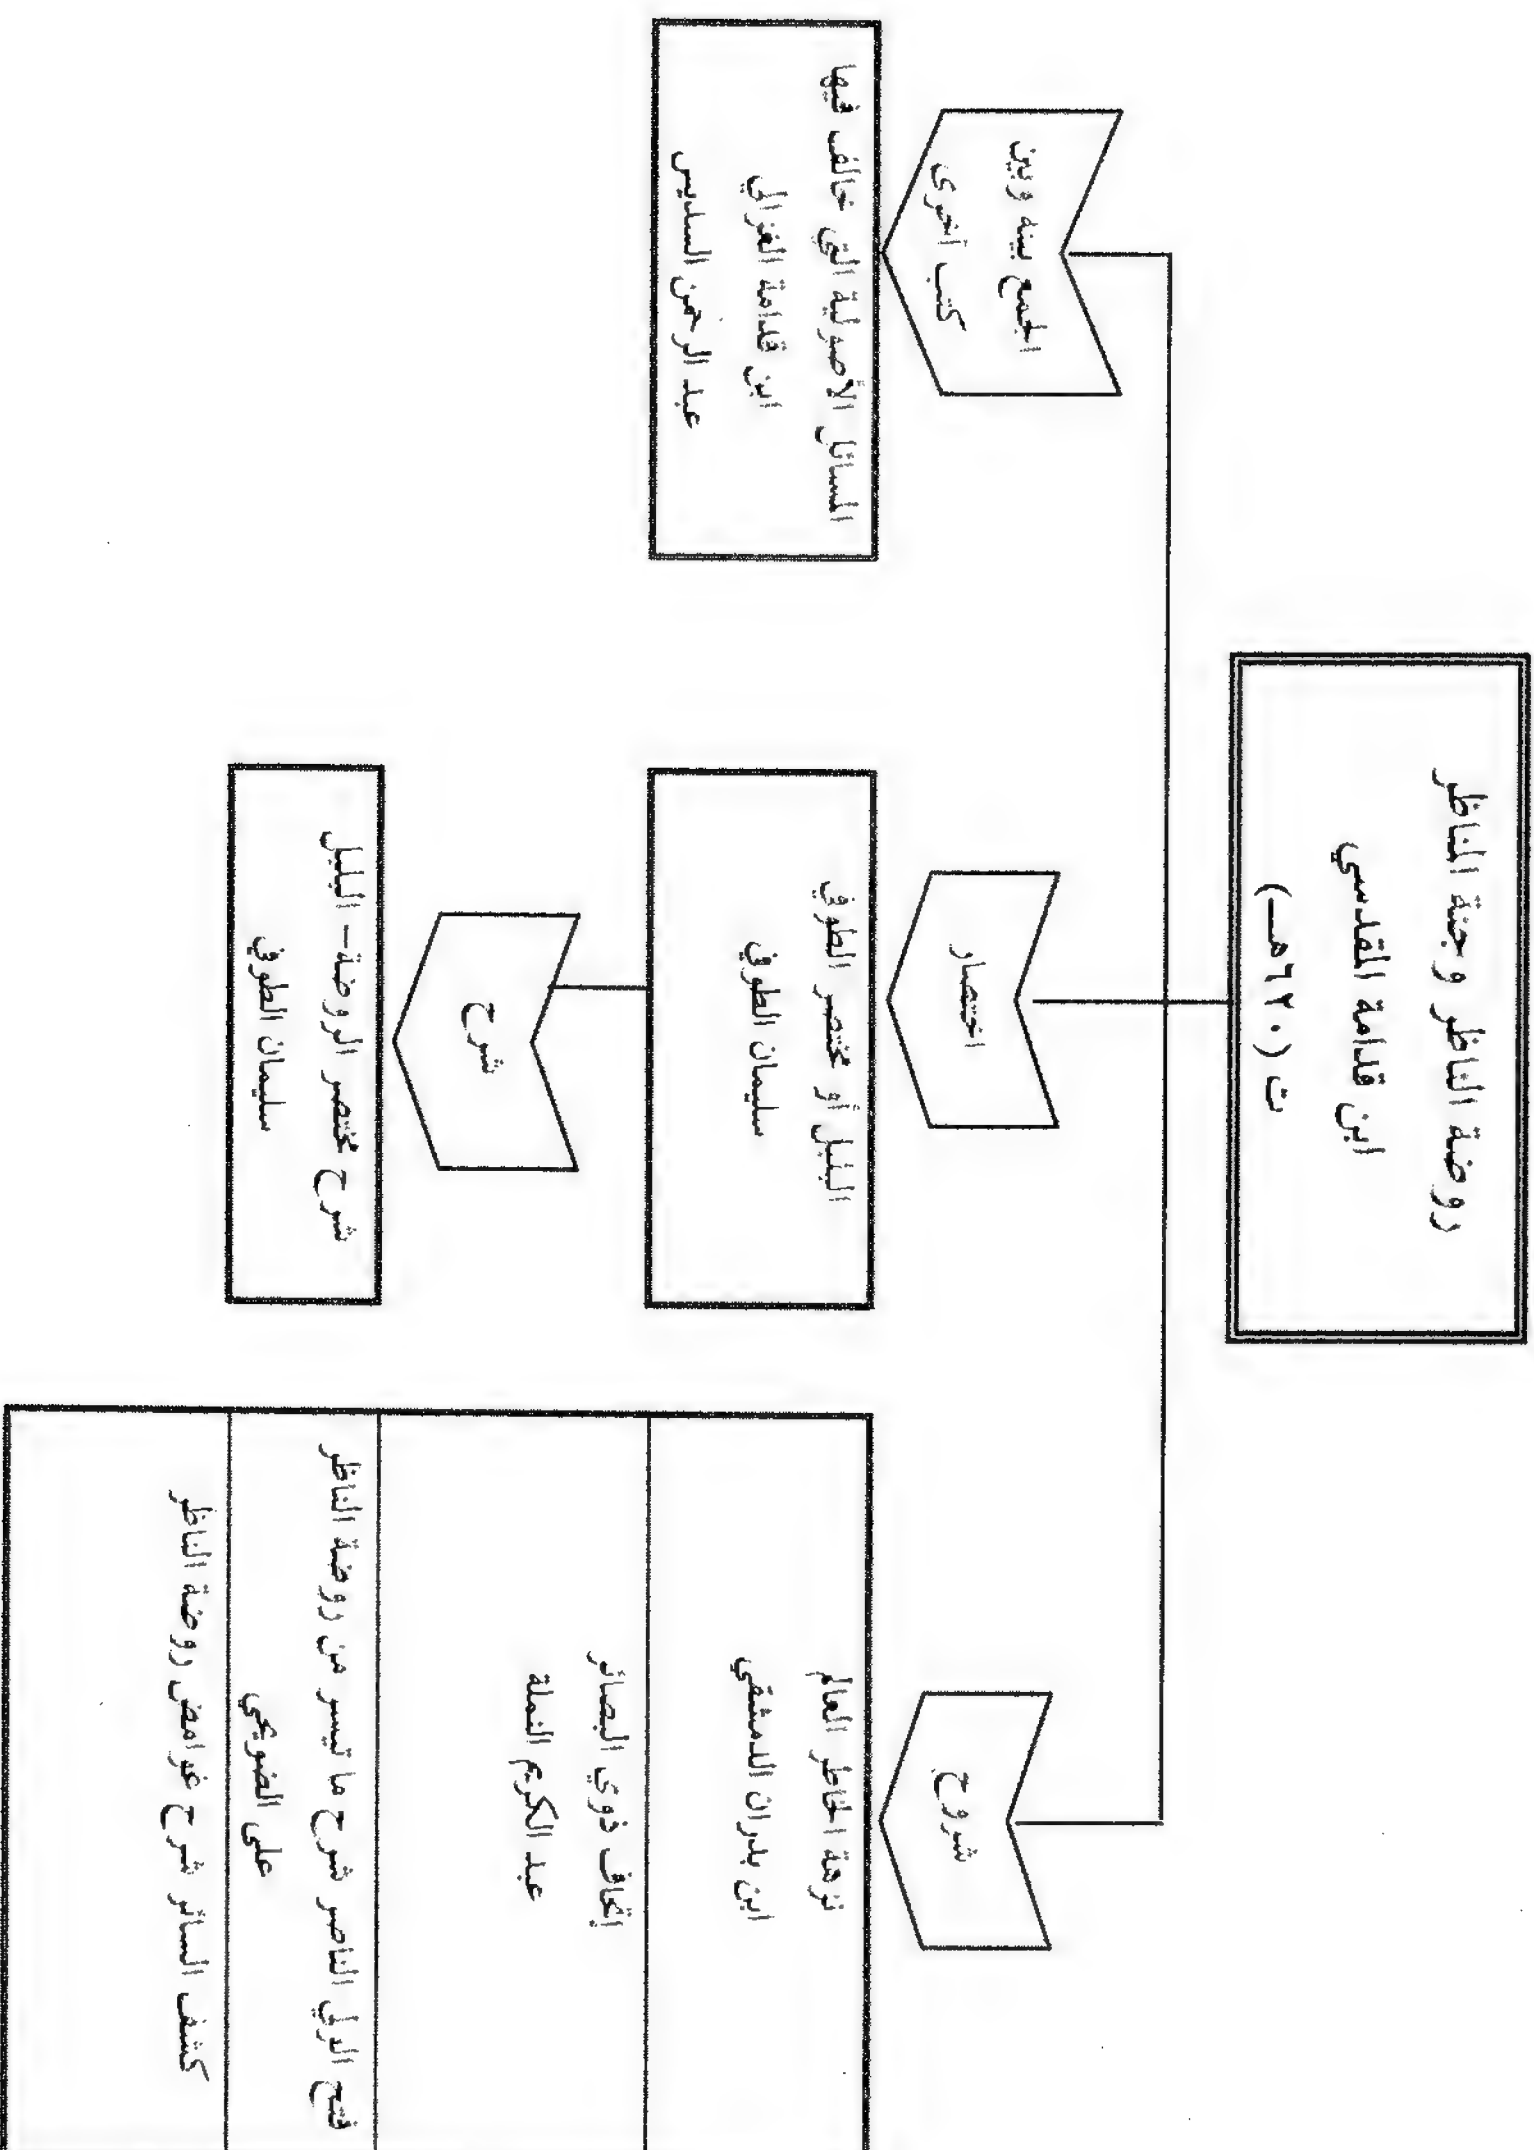 روضة الناظر وجنة المناظر
ابن قدامة المقدسي
ت (٦٢٠هـ)
شروح
نزهة الخاطر العاطر
ابن بدران الدمشقي
إتحاف ذوي البصائر
عبد الكريم النملة
فتح الولي الناصر شرح ما تيسر من روضة الناظر
على الضويحي
كشف الساتر شرح غوامض روضة الناظر
اختصار
البلبل أو مختصر الطوفي
سليمان الطوفي
شرح
شرح مختصر الروضة - البلبل
سليمان الطوفي
الجمع بينه وبين
كتب أخرى
المسائل الأصولية التي خالف فيها
ابن قدامة الغزالي
عبد الرحمن السديس